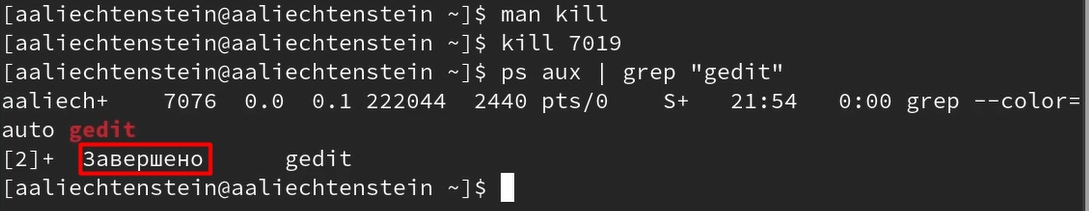 [aaliechtenstein@aaliechtenstein ~]$ man kill
[aaliechtenstein@aaliechtenstein ~]$ kill 7019
[aaliechtenstein@aaliechtenstein ~]$ ps aux | grep "gedit"
aaliech+    7076  0.0  0.1 222044  2440 pts/0    S+   21:54   0:00 grep --color=
auto gedit
[2]+  Завершено      gedit
[aaliechtenstein@aaliechtenstein ~]$